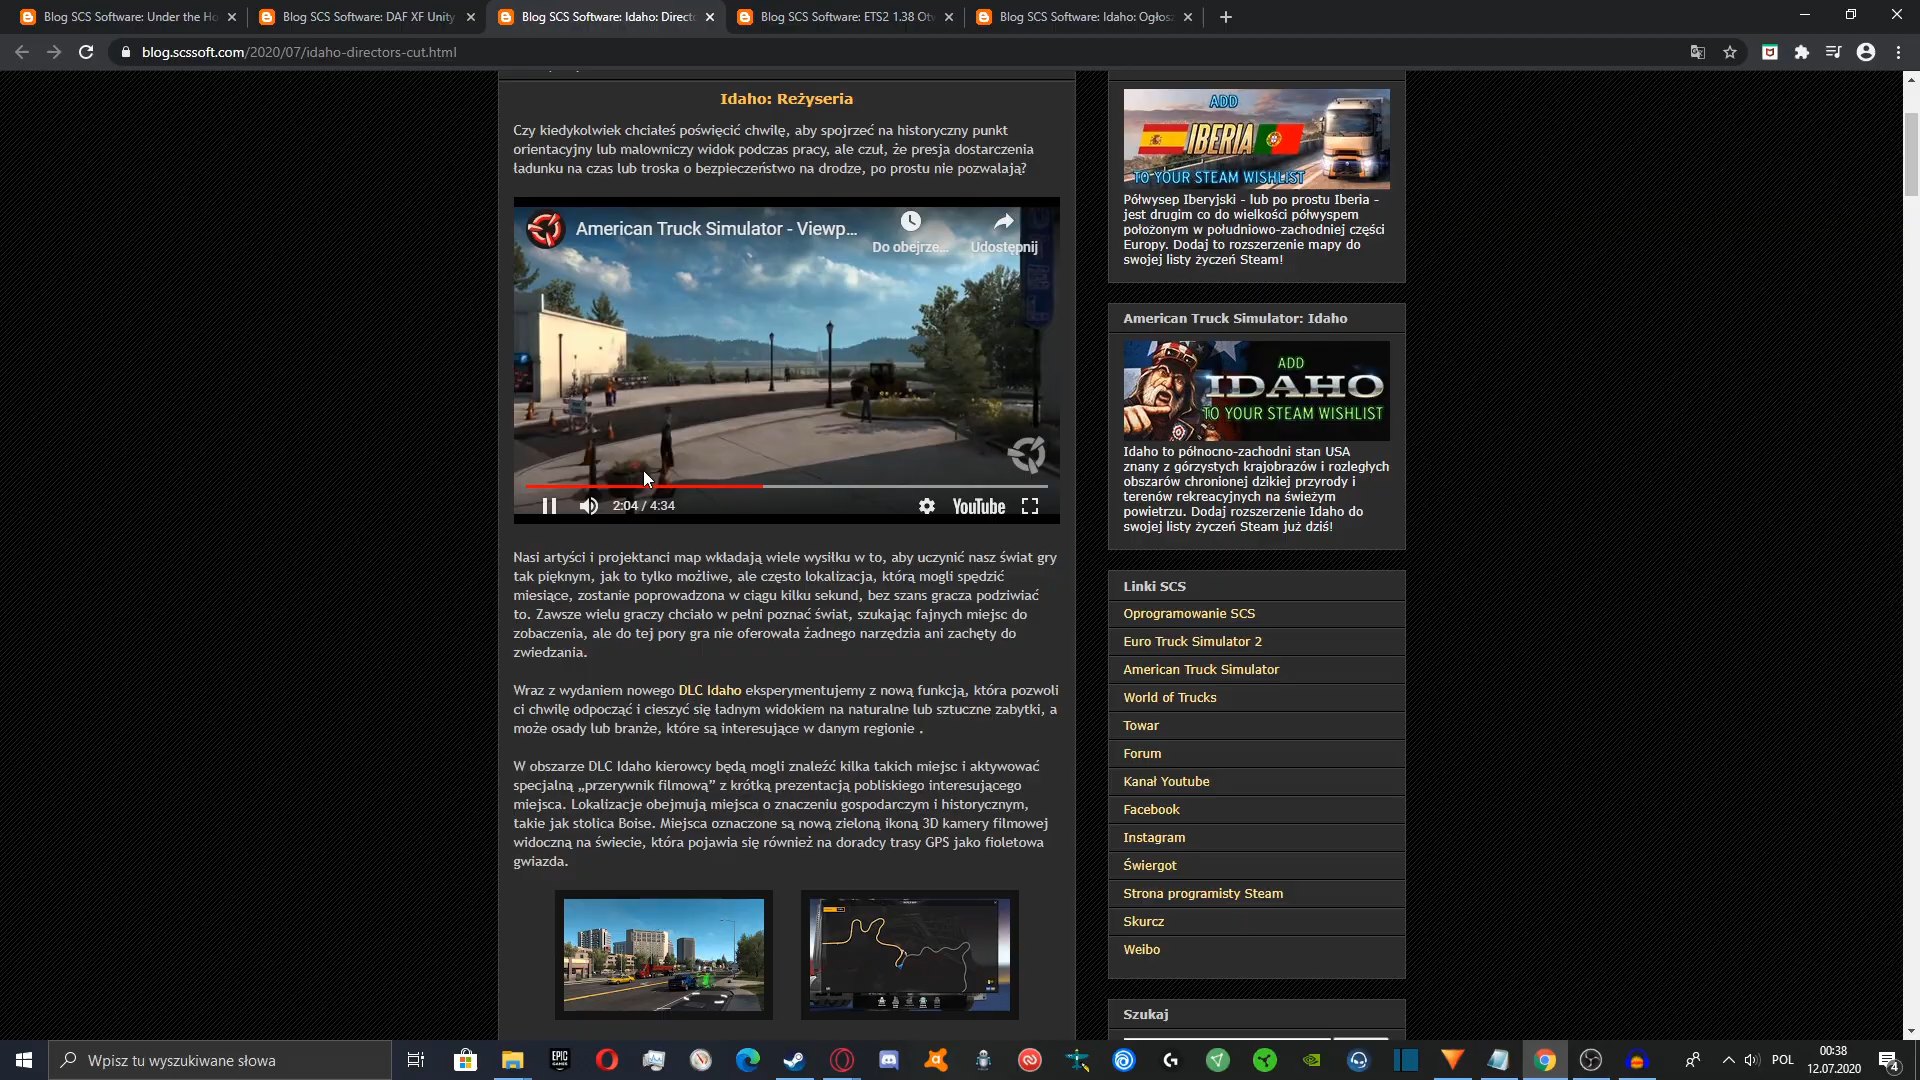 Blog SCS Software: Under the Ho
Blog SCS Software: DAF XF Unity
Blog SCS Software: Idaho: Direct
Blog SCS Software: ETS2 1.38 Otw
Blog SCS Software: Idaho: Ogłos
blog.scssoft.com/2020/07/idaho-directors-cut.html
Idaho: Reżyseria
Czy kiedykolwiek chciałeś poświęcić chwilę, aby spojrzeć na historyczny punkt
orientacyjny lub malowniczy widok podczas pracy, ale czuł, że presja dostarczenia
ładunku na czas lub troska o bezpieczeństwo na drodze, po prostu nie pozwalają?
American Truck Simulator - Viewp...
Do obejrze...
Udostępnij
2:04 / 4:34
YouTube
Nasi artyści i projektanci map wkładają wiele wysiłku w to, aby uczynić nasz świat gry
tak pięknym, jak to tylko możliwe, ale często lokalizacja, którą mogli spędzić
miesiące, zostanie poprowadzona w ciągu kilku sekund, bez szans gracza podziwiać
to. Zawsze wielu graczy chciało w pełni poznać świat, szukając fajnych miejsc do
zobaczenia, ale do tej pory gra nie oferowała żadnego narzędzia ani zachęty do
zwiedzania.
Wraz z wydaniem nowego DLC Idaho eksperymentujemy z nową funkcją, która pozwoli
ci chwilę odpocząć i cieszyć się ładnym widokiem na naturalne lub sztuczne zabytki, a
może osady lub branże, które są interesujące w danym regionie .
W obszarze DLC Idaho kierowcy będą mogli znaleźć kilka takich miejsc i aktywować
specjalną „przerywnik filmową” z krótką prezentacją pobliskiego interesującego
miejsca. Lokalizacje obejmują miejsca o znaczeniu gospodarczym i historycznym,
takie jak stolica Boise. Miejsca oznaczone są nową zieloną ikoną 3D kamery filmowej
widoczną na świecie, która pojawia się również na doradcy trasy GPS jako fioletowa
gwiazda.
ADD
IBERIA
TO YOUR STEAM WISHLIST
Półwysep Iberyjski - lub po prostu Iberia -
jest drugim co do wielkości półwyspem
położonym w południowo-zachodniej części
Europy. Dodaj to rozszerzenie mapy do
swojej listy życzeń Steam!
American Truck Simulator: Idaho
ADD
IDAHO
TO YOUR STEAM WISHLIST
Idaho to północno-zachodni stan USA
znany z górzystych krajobrazów i rozległych
obszarów chronionej dzikiej przyrody i
terenów rekreacyjnych na świeżym
powietrzu. Dodaj rozszerzenie Idaho do
swojej listy życzeń Steam już dziś!
Linki SCS
Oprogramowanie SCS
Euro Truck Simulator 2
American Truck Simulator
World of Trucks
Towar
Forum
Kanał Youtube
Facebook
Instagram
Świergot
Strona programisty Steam
Skurcz
Weibo
Szukaj
Wpisz tu wyszukiwane słowa
EPIC
GAMES
POL
00:38
12.07.2020
4